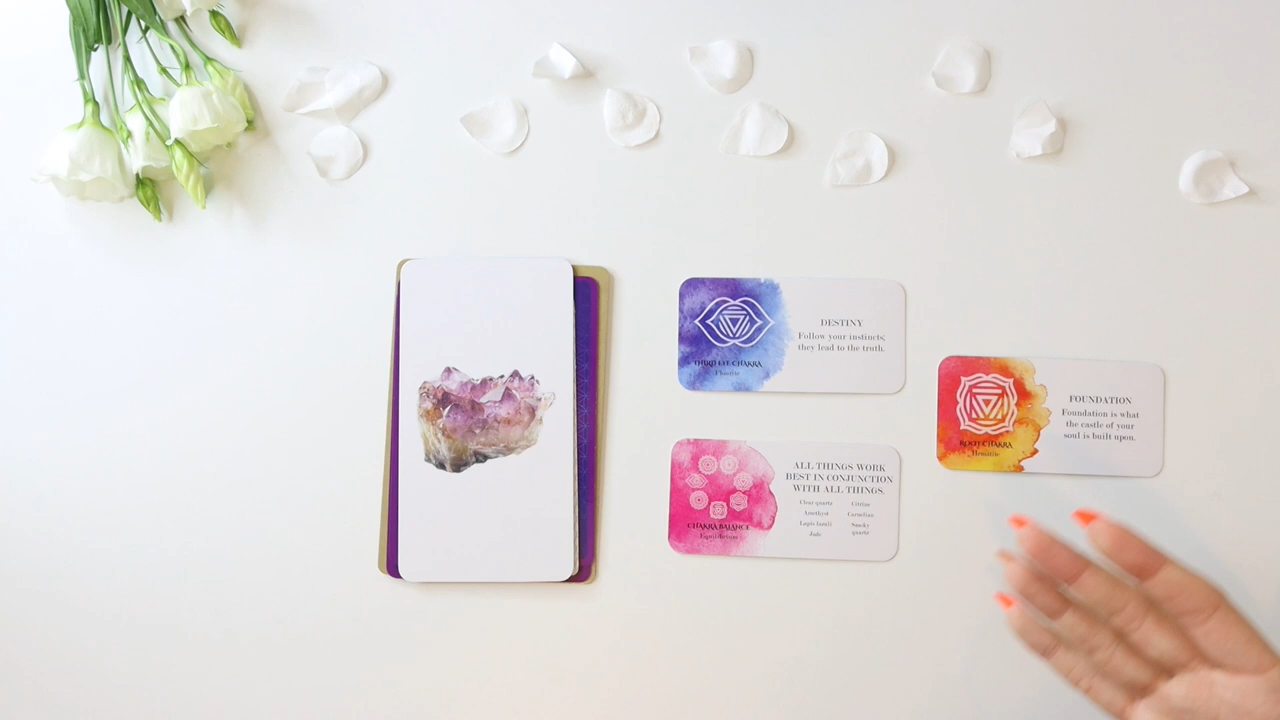 DESTINY
Follow your instincts;
they lead to the truth.
THIRD EYE CHAKRA
Fluorite
FOUNDATION
Foundation is what
the castle of your
soul is built upon.
ROOT CHAKRA
Hematite
ALL THINGS WORK
BEST IN CONJUNCTION
WITH ALL THINGS.
Clear quartz
Citrine
Amethyst
Carnelian
Lapis lazuli
Smoky
quartz
Jade
CHAKRA BALANCE
Equilibrium